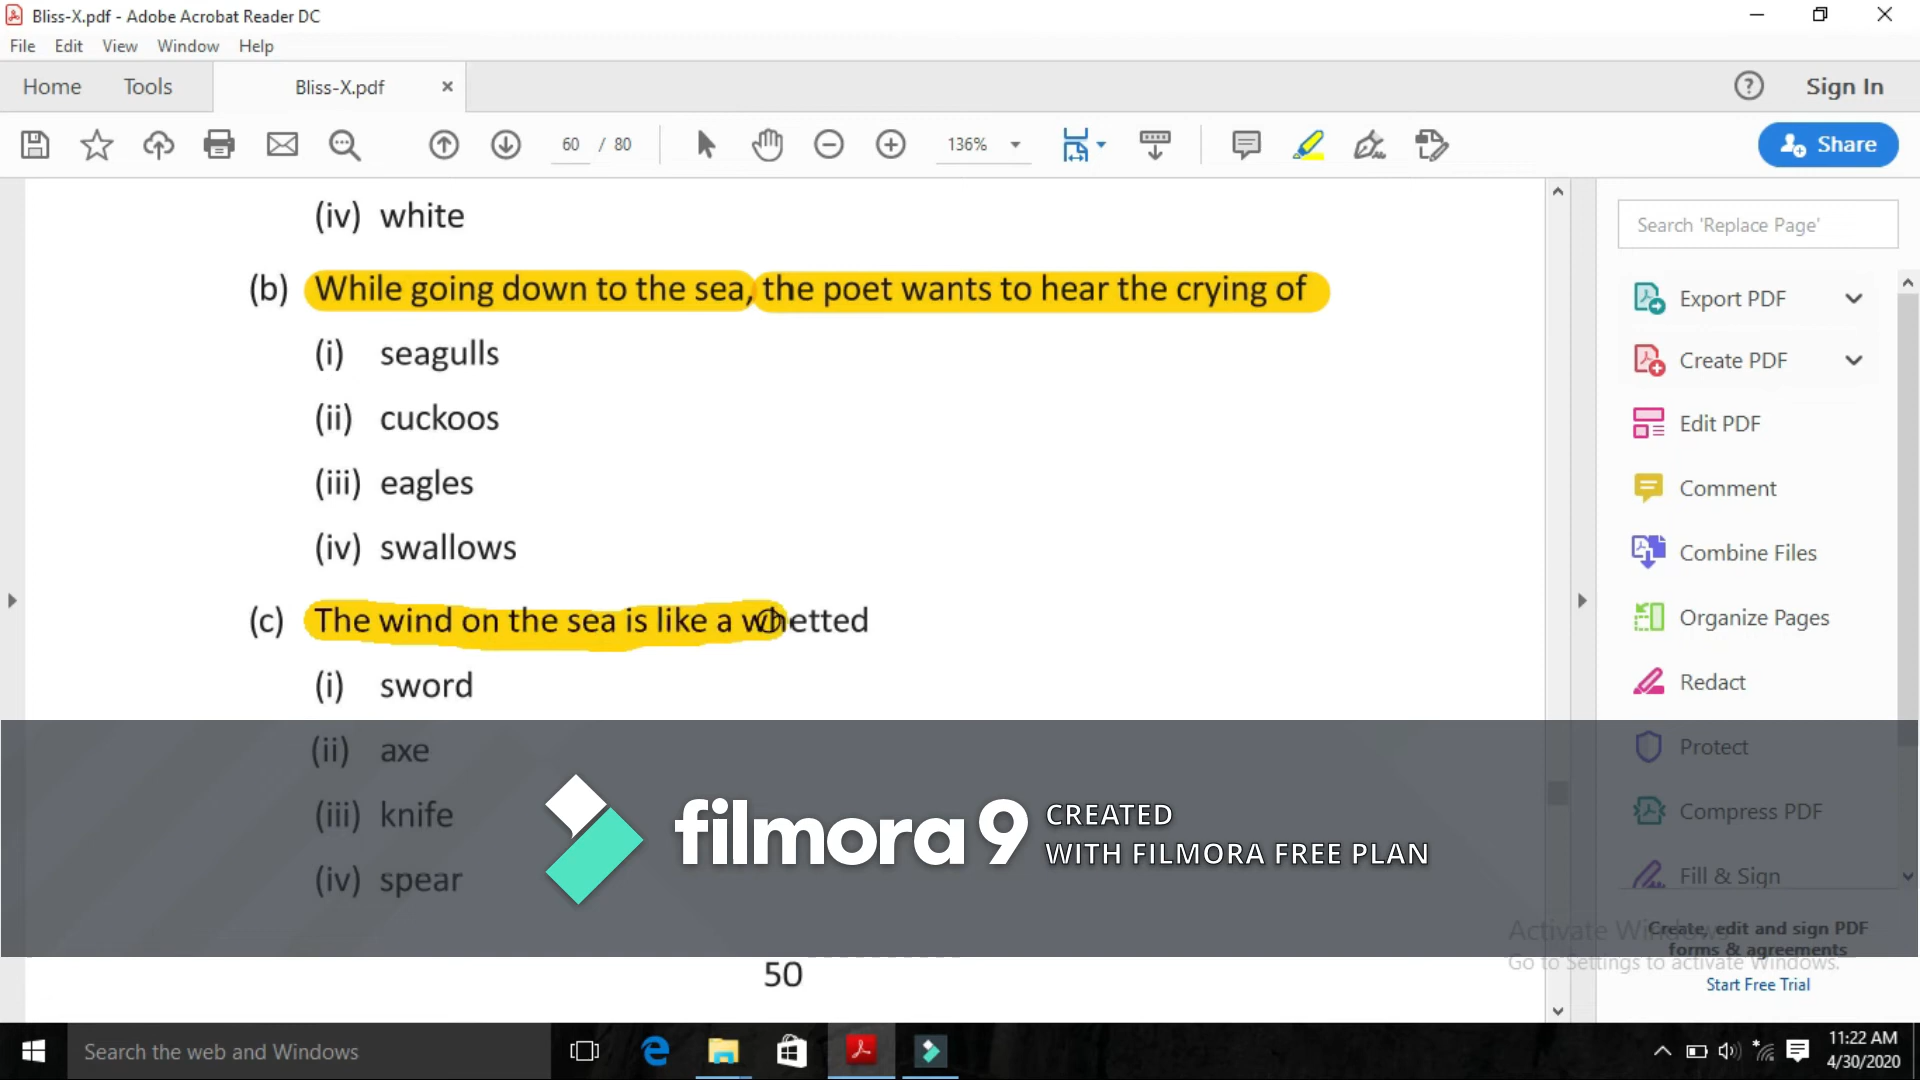 Bliss-X.pdf - Adobe Acrobat Reader DC
File Edit View Window Help
Home Tools Bliss-X.pdf × Sign In
60 / 80 136% Share
(iv) white
Search 'Replace Page'
(b) While going down to the sea, the poet wants to hear the crying of
Export PDF
(i) seagulls
Create PDF
(ii) cuckoos
Edit PDF
(iii) eagles
Comment
(iv) swallows
Combine Files
(c) The wind on the sea is like a whetted
Organize Pages
(i) sword
Redact
(ii) axe
Protect
(iii) knife
Compress PDF
filmora 9 CREATED
WITH FILMORA FREE PLAN
(iv) spear
Fill & Sign
Activate Windows
Create, edit and sign PDF
forms & agreements
Go to Settings to activate Windows.
Start Free Trial
50
Search the web and Windows
11:22 AM
4/30/2020